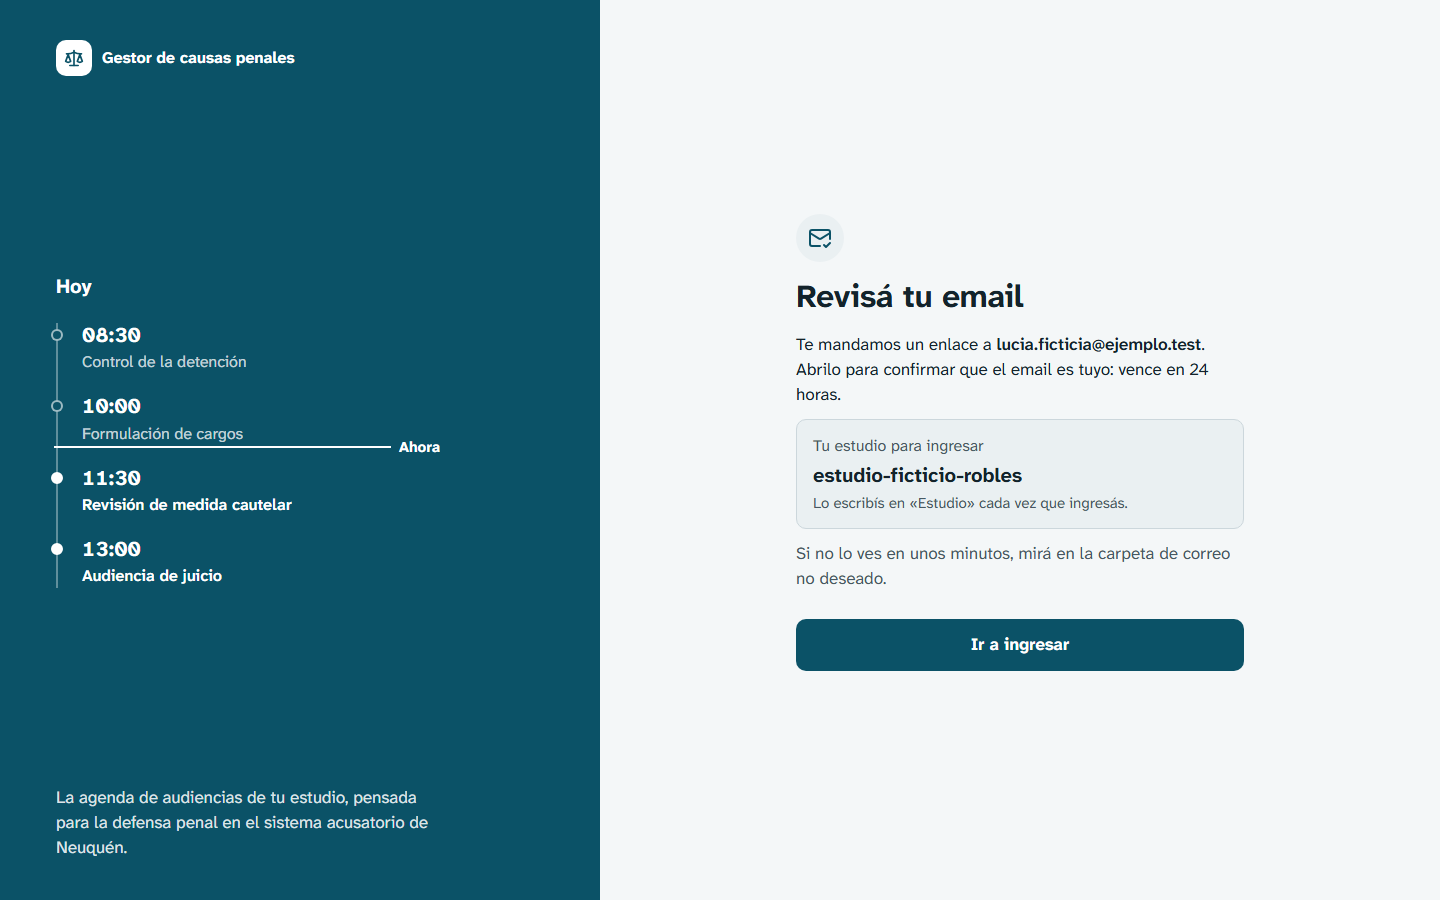 Gestor de causas penales
Hoy
08:30
Control de la detención
10:00
Formulación de cargos
Ahora
11:30
Revisión de medida cautelar
13:00
Audiencia de juicio
La agenda de audiencias de tu estudio, pensada
para la defensa penal en el sistema acusatorio de
Neuquén.
Revisá tu email
Te mandamos un enlace a lucia.ficticia@ejemplo.test.
Abrilo para confirmar que el email es tuyo: vence en 24
horas.
Tu estudio para ingresar
estudio-ficticio-robles
Lo escribís en «Estudio» cada vez que ingresás.
Si no lo ves en unos minutos, mirá en la carpeta de correo
no deseado.
Ir a ingresar